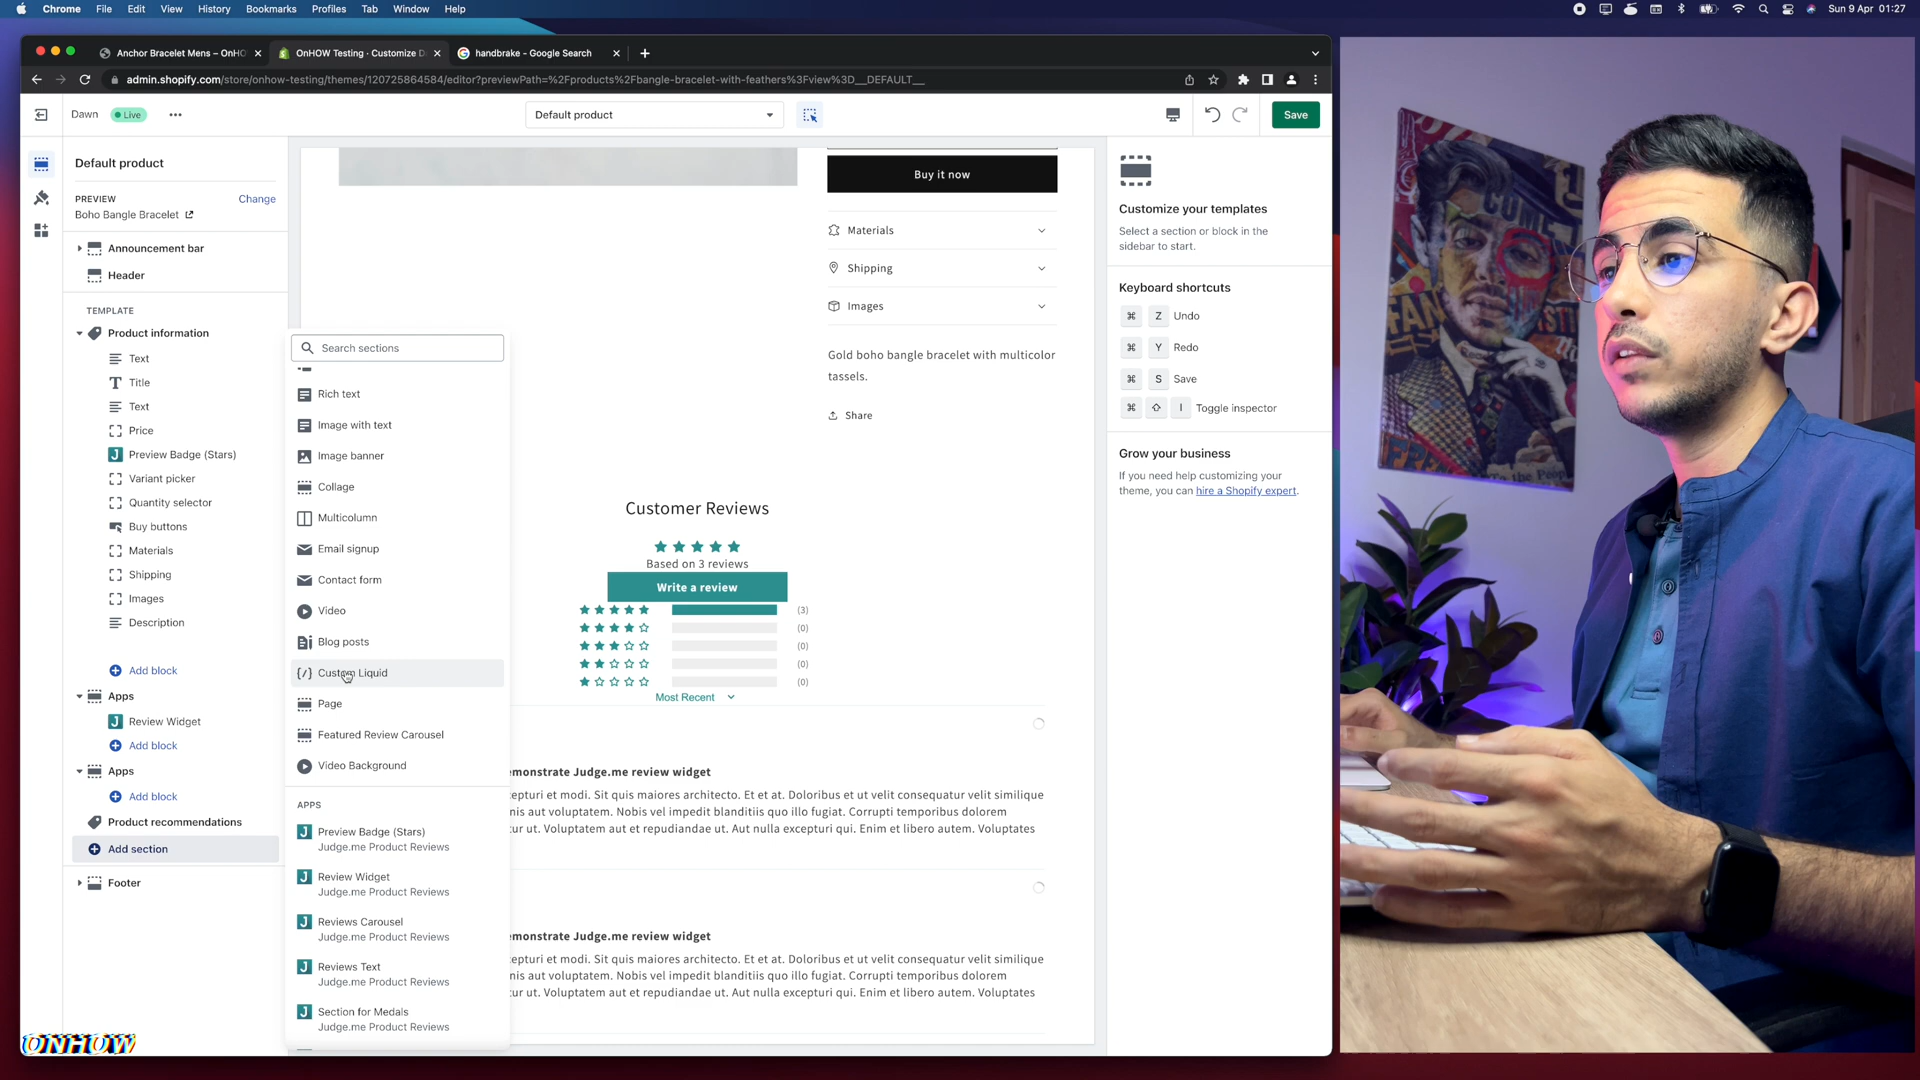 Chrome File Edit View History Bookmarks Profiles Tab Window Help
Sun 9 Apr 01:27
Anchor Bracelet Mens – OnHO
OnHOW Testing · Customize D
handbrake - Google Search
admin.shopify.com/store/onhow-testing/themes/120725864584/editor?previewPath=%2Fproducts%2Fbangle-bracelet-with-feathers%3Fview%3D__DEFAULT__
Dawn
Live
Default product
Save
Default product
PREVIEW
Change
Boho Bangle Bracelet
Announcement bar
Header
TEMPLATE
Product information
Text
Title
Text
Price
Preview Badge (Stars)
Variant picker
Quantity selector
Buy buttons
Materials
Shipping
Images
Description
Add block
Apps
Review Widget
Add block
Apps
Add block
Product recommendations
Add section
Footer
Search sections
Rich text
Image with text
Image banner
Collage
Multicolumn
Email signup
Contact form
Video
Blog posts
Custom Liquid
Page
Featured Review Carousel
Video Background
APPS
Preview Badge (Stars)
Judge.me Product Reviews
Review Widget
Judge.me Product Reviews
Reviews Carousel
Judge.me Product Reviews
Reviews Text
Judge.me Product Reviews
Section for Medals
Judge.me Product Reviews
Buy it now
Materials
Shipping
Images
Gold boho bangle bracelet with multicolor
tassels.
Share
Customer Reviews
Based on 3 reviews
Write a review
(3)
(0)
(0)
(0)
(0)
Most Recent
emonstrate Judge.me review widget
cepturi et modi. Sit quis maiores architecto. Et et at. Doloribus et ut velit consequatur velit similique
nis aut voluptatem. Nobis vel impedit blanditiis quo illo fugiat. Corrupti temporibus dolorem
tur ut. Voluptatem aut et repudiandae ut. Aut nulla excepturi qui. Enim et libero autem. Voluptates
emonstrate Judge.me review widget
cepturi et modi. Sit quis maiores architecto. Et et at. Doloribus et ut velit consequatur velit similique
nis aut voluptatem. Nobis vel impedit blanditiis quo illo fugiat. Corrupti temporibus dolorem
tur ut. Voluptatem aut et repudiandae ut. Aut nulla excepturi qui. Enim et libero autem. Voluptates
Customize your templates
Select a section or block in the
sidebar to start.
Keyboard shortcuts
⌘ Z Undo
⌘ Y Redo
⌘ S Save
⌘ ⇧ I Toggle inspector
Grow your business
If you need help customizing your
theme, you can hire a Shopify expert.
ONHOW